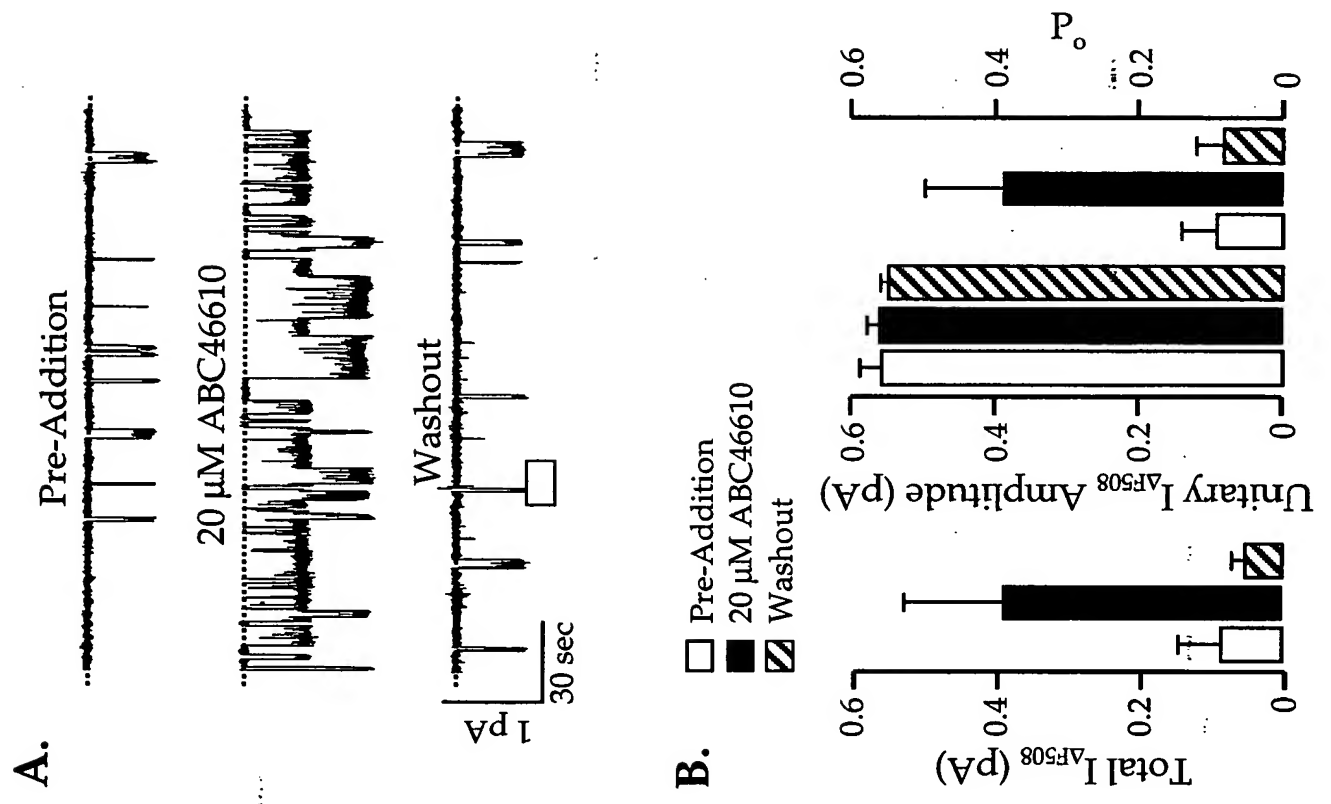 A.
Pre-Addition
20 μM ABC46610
Washout
1 pA
30 sec
B.
Pre-Addition
20 μM ABC46610
Washout
Total I ΔF508 (pA)
0.6
0.4
0.2
0
Unitary I ΔF508 Amplitude (pA)
0.6
0.4
0.2
0
Po
0.6
0.4
0.2
0